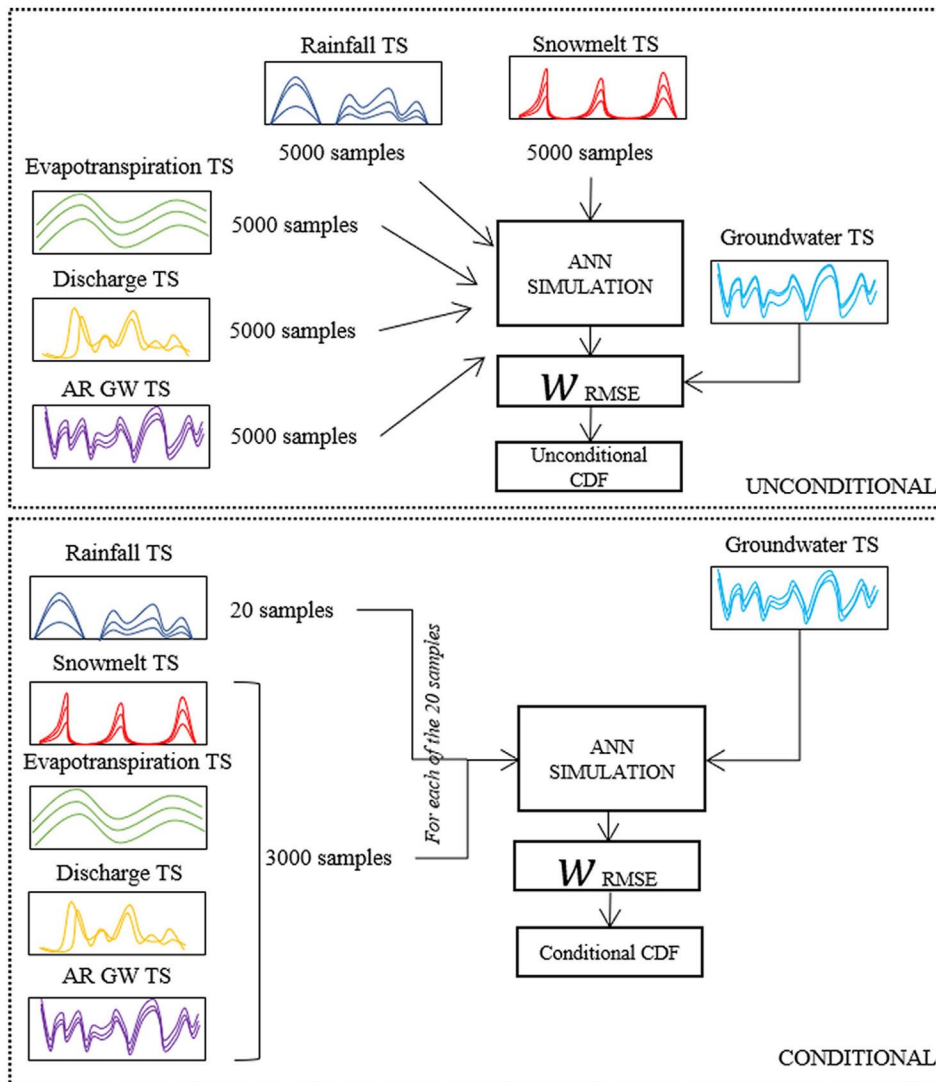 Rainfall TS
Snowmelt TS
5000 samples
5000 samples
Evapotranspiration TS
5000 samples
Discharge TS
5000 samples
AR GW TS
5000 samples
ANN
SIMULATION
Groundwater TS
W RMSE
Unconditional
CDF
UNCONDITIONAL
Rainfall TS
20 samples
Snowmelt TS
Evapotranspiration TS
Discharge TS
AR GW TS
3000 samples
For each of the 20 samples
Groundwater TS
ANN
SIMULATION
W RMSE
Conditional CDF
CONDITIONAL